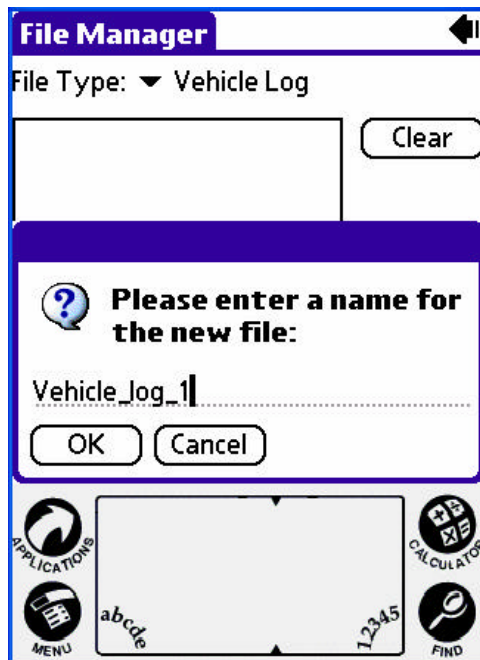 File Manager
File Type: Vehicle Log
Clear
Please enter a name for
the new file:
Vehicle_log_1
OK Cancel
APPLICATIONS
CALCULATOR
abcde
12345
MENU
FIND